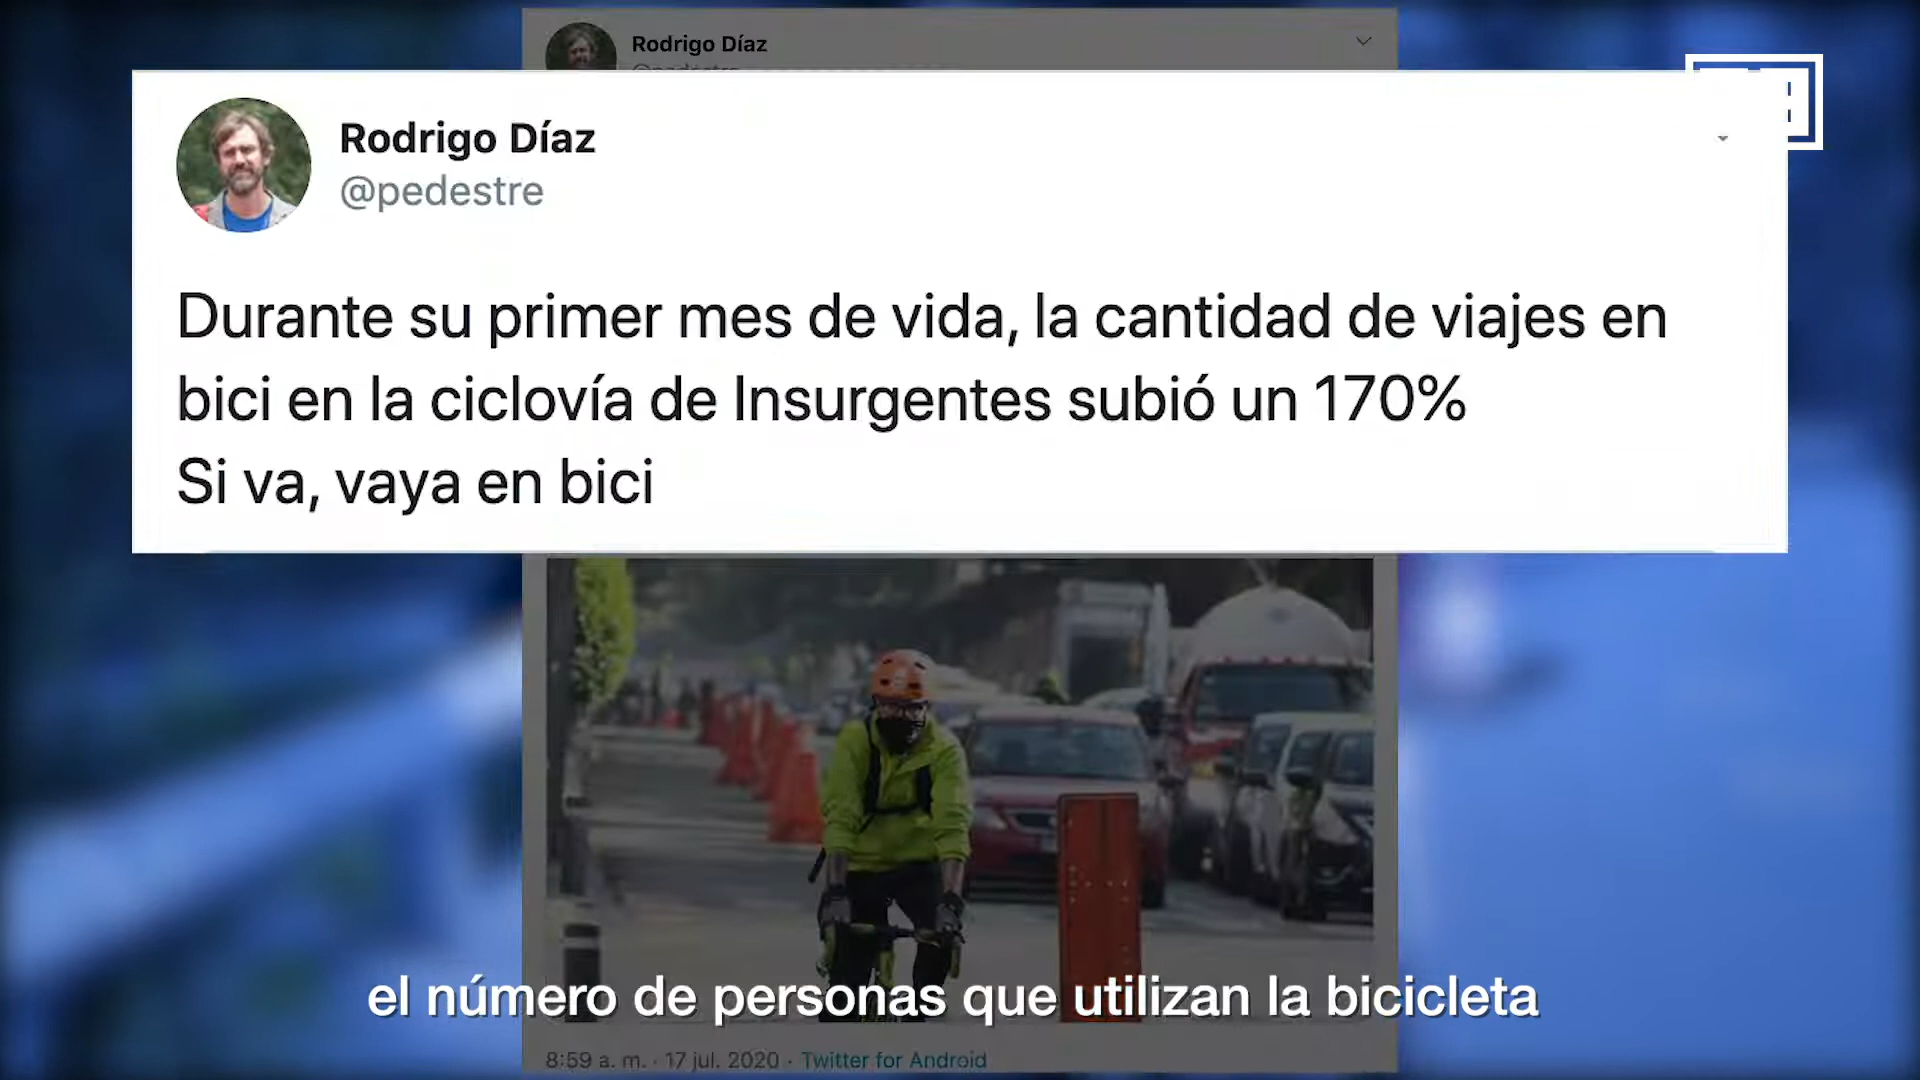 Rodrigo Díaz
Rodrigo Díaz
@pedestre
Durante su primer mes de vida, la cantidad de viajes en
bici en la ciclovía de Insurgentes subió un 170%
Si va, vaya en bici
el número de personas que utilizan la bicicleta
8:59 a. m. · 17 jul. 2020 · Twitter for Android